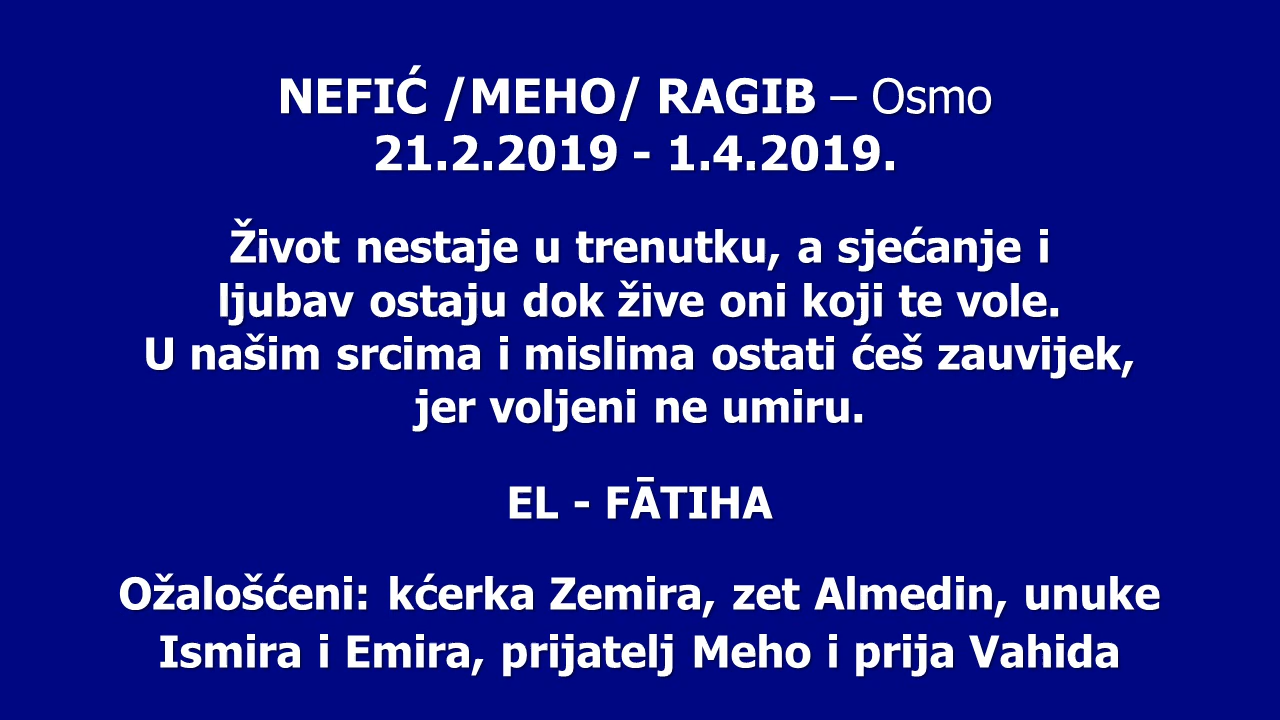 NEFIĆ /MEHO/ RAGIB – Osmo
21.2.2019 - 1.4.2019.
Život nestaje u trenutku, a sjećanje i
ljubav ostaju dok žive oni koji te vole.
U našim srcima i mislima ostati ćeš zauvijek,
jer voljeni ne umiru.
EL - FĀTIHA
Ožalošćeni: kćerka Zemira, zet Almedin, unuke
Ismira i Emira, prijatelj Meho i prija Vahida